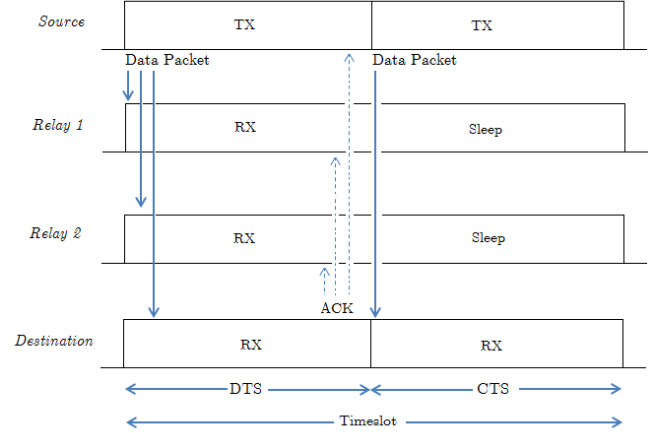 Source
TX
TX
Data Packet
Data Packet
Relay 1
RX
Sleep
Relay 2
RX
Sleep
ACK
Destination
RX
RX
DTS
CTS
Timeslot